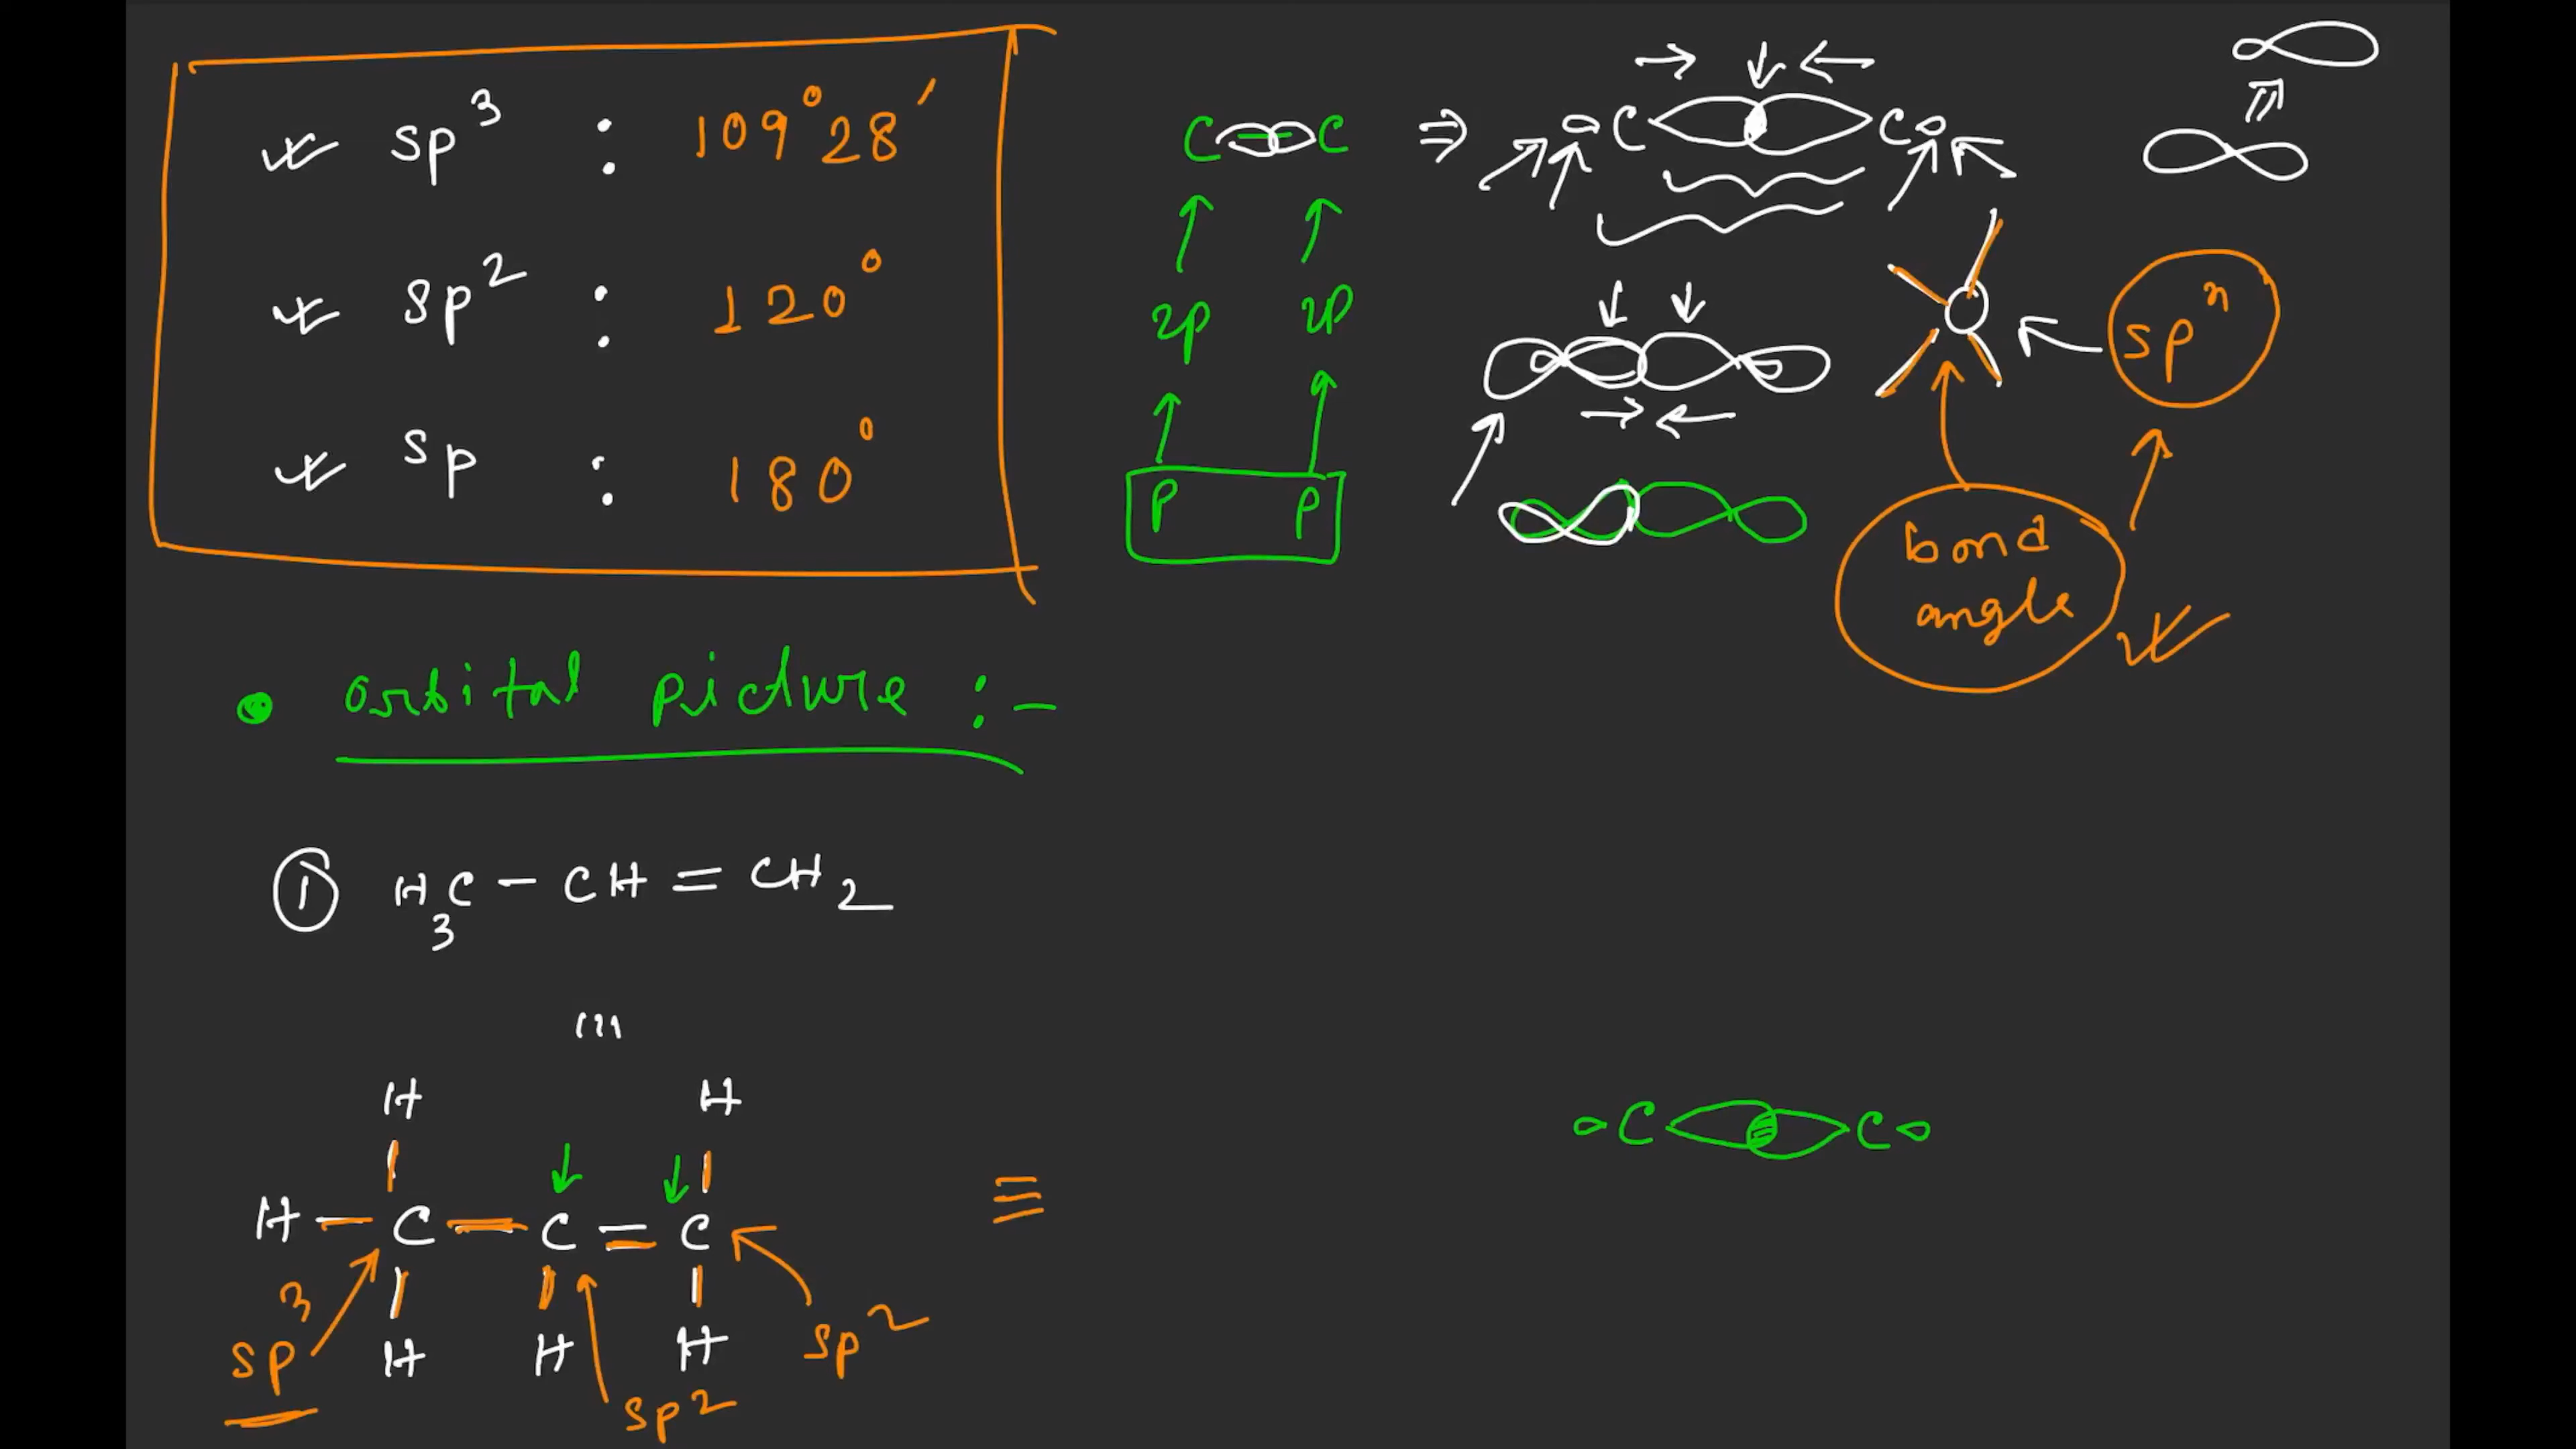 sp³ : 109°28'
sp² : 120°
sp : 180°
C C ⇒ C C
2p 2p
P P
spⁿ
bond
angle
• orbital picture :-
① H₃C - CH = CH₂
H H
H - C - C = C ≡
H H H
sp³ sp² sp²
C C